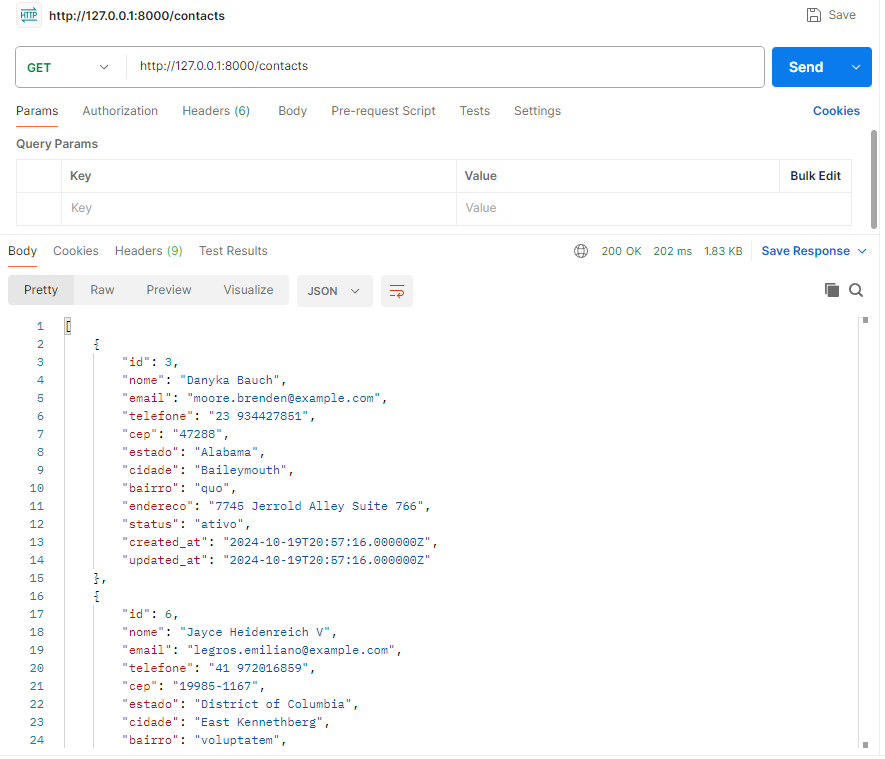 HTTP http://127.0.0.1:8000/contacts Save
GET http://127.0.0.1:8000/contacts Send
Params Authorization Headers (6) Body Pre-request Script Tests Settings Cookies
Query Params
Key Value Bulk Edit
Key Value
Body Cookies Headers (9) Test Results 200 OK 202 ms 1.83 KB Save Response
Pretty Raw Preview Visualize JSON
1 [
2 {
3 "id": 3,
4 "nome": "Danyka Bauch",
5 "email": "moore.brenden@example.com",
6 "telefone": "23 934427851",
7 "cep": "47288",
8 "estado": "Alabama",
9 "cidade": "Baileymouth",
10 "bairro": "quo",
11 "endereco": "7745 Jerrold Alley Suite 766",
12 "status": "ativo",
13 "created_at": "2024-10-19T20:57:16.000000Z",
14 "updated_at": "2024-10-19T20:57:16.000000Z"
15 },
16 {
17 "id": 6,
18 "nome": "Jayce Heidenreich V",
19 "email": "legros.emiliano@example.com",
20 "telefone": "41 972016859",
21 "cep": "19985-1167",
22 "estado": "District of Columbia",
23 "cidade": "East Kennethberg",
24 "bairro": "voluptatem",